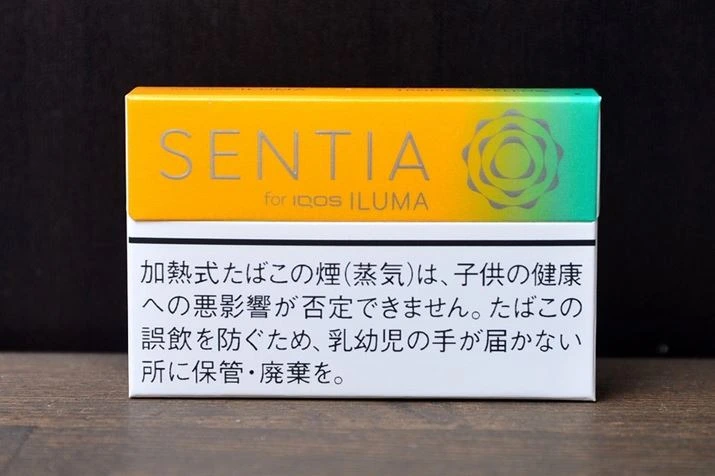 SENTIA
for IQOS ILUMA
加熱式たばこの煙(蒸気)は、子供の健康
への悪影響が否定できません。たばこの
誤飲を防ぐため、乳幼児の手が届かない
所に保管・廃棄を。